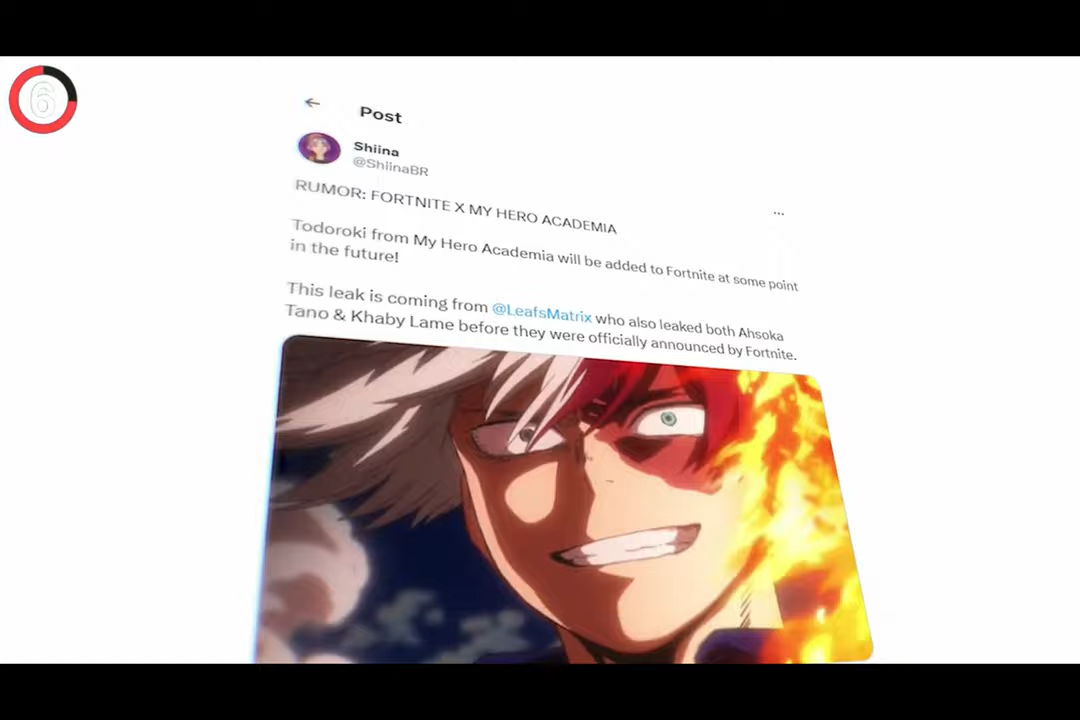 6
Post
Shiina
@ShiinaBR
RUMOR: FORTNITE X MY HERO ACADEMIA
Todoroki from My Hero Academia will be added to Fortnite at some point
in the future!
This leak is coming from @LeafsMatrix who also leaked both Ahsoka
Tano & Khaby Lame before they were officially announced by Fortnite.